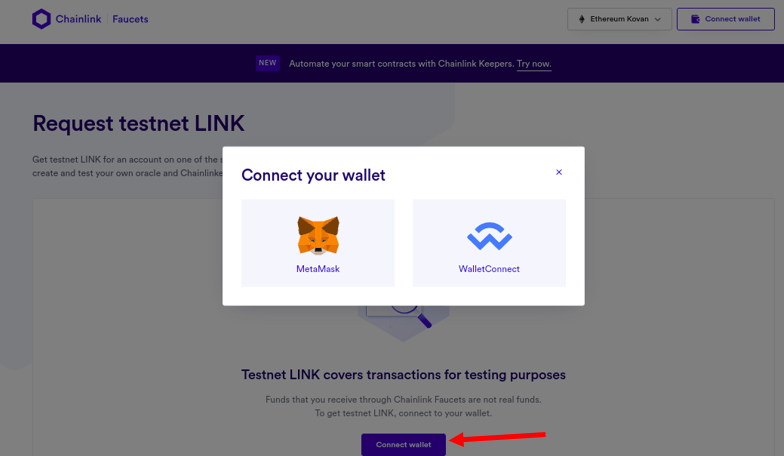 Chainlink Faucets
Ethereum Kovan
Connect wallet
NEW Automate your smart contracts with Chainlink Keepers. Try now.
Request testnet LINK
Get testnet LINK for an account on one of the
create and test your own oracle and Chainlink
Connect your wallet
×
MetaMask
WalletConnect
Testnet LINK covers transactions for testing purposes
Funds that you receive through Chainlink Faucets are not real funds.
To get testnet LINK, connect to your wallet.
Connect wallet